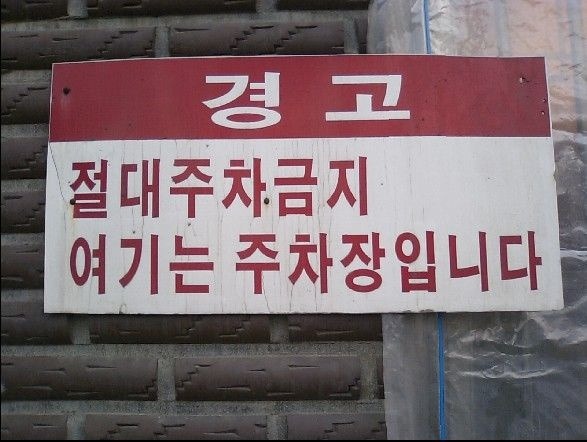 경고
절대주차금지
여기는 주차장입니다